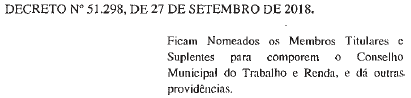 DECRETO Nº 51.298, DE 27 DE SETEMBRO DE 2018.
Ficam Nomeados os Membros Titulares e
Suplentes para comporem o Conselho
Municipal do Trabalho e Renda, e dá outras
providências.